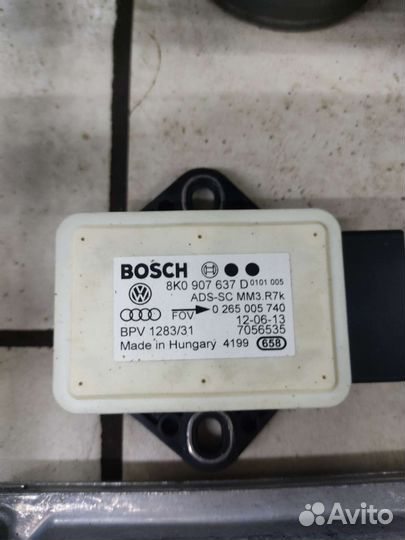 BOSCH
8K0 907 637 D 0101 005
ADS-SC MM3.R7k
FOV 0 265 005 740
12-06-13
BPV 1283/31 7056535
Made in Hungary 4199 658
Avito